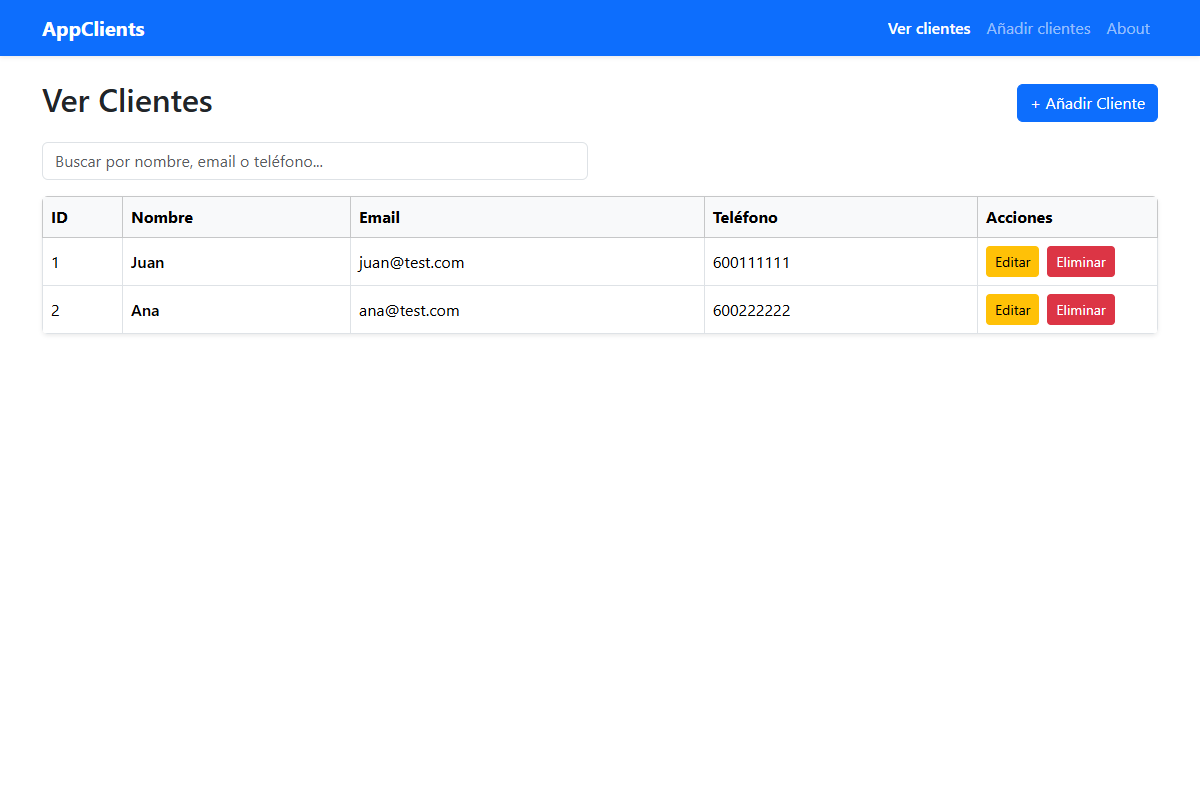 AppClients Ver clientes Añadir clientes About
Ver Clientes + Añadir Cliente
Buscar por nombre, email o teléfono...
ID Nombre Email Teléfono Acciones
1 Juan juan@test.com 600111111 Editar Eliminar
2 Ana ana@test.com 600222222 Editar Eliminar